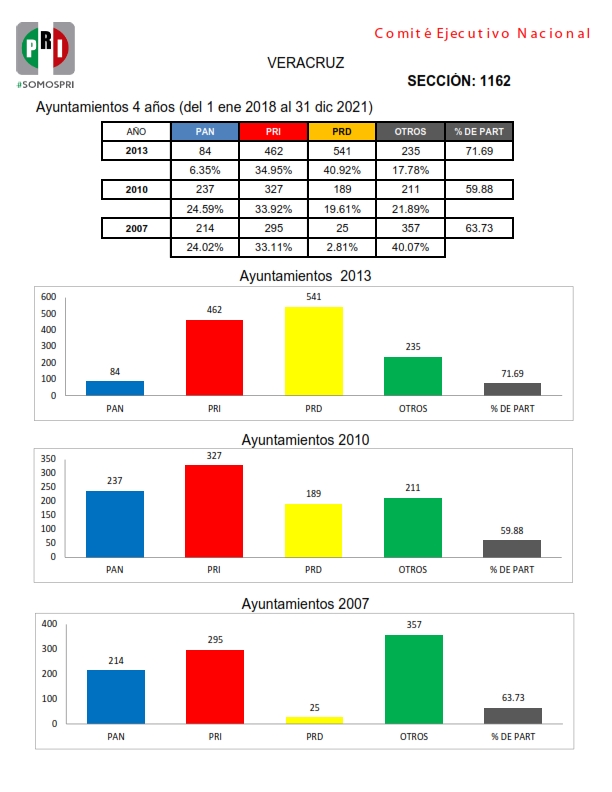 Comité Ejecutivo Nacional
PRI
#SOMOSPRI
VERACRUZ
SECCIÓN: 1162
Ayuntamientos 4 años (del 1 ene 2018 al 31 dic 2021)
AÑO PAN PRI PRD OTROS % DE PART
2013 84 462 541 235 71.69
6.35% 34.95% 40.92% 17.78%
2010 237 327 189 211 59.88
24.59% 33.92% 19.61% 21.89%
2007 214 295 25 357 63.73
24.02% 33.11% 2.81% 40.07%
Ayuntamientos 2013
600
500
400
300
200
100
0
84 462 541 235 71.69
PAN PRI PRD OTROS % DE PART
Ayuntamientos 2010
350
300
250
200
150
100
50
0
237 327 189 211 59.88
PAN PRI PRD OTROS % DE PART
Ayuntamientos 2007
400
300
200
100
0
214 295 25 357 63.73
PAN PRI PRD OTROS % DE PART